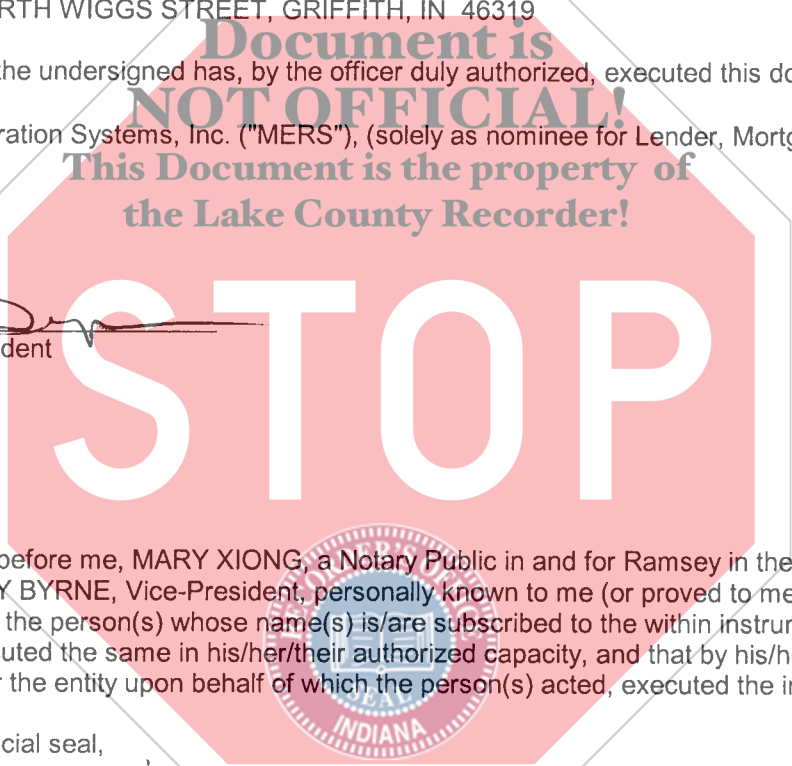 RTH WIGGS STREET, GRIFFITH, IN 46319
Document is
the undersigned has, by the officer duly authorized, executed this do
NOT OFFICIAL!
ration Systems, Inc. ("MERS"), (solely as nominee for Lender, Mortg
This Document is the property of
the Lake County Recorder!
dent
STOP
before me, MARY XIONG, a Notary Public in and for Ramsey in the
Y BYRNE, Vice-President, personally known to me (or proved to me
the person(s) whose name(s) is/are subscribed to the within instru
uted the same in his/her/their authorized capacity, and that by his/h
r the entity upon behalf of which the person(s) acted, executed the i
RECORDER'S OFFICE
SEAL
INDIANA
cial seal,